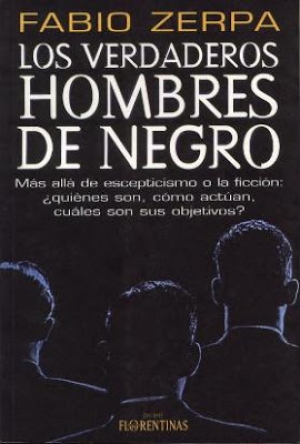 FABIO ZERPA
LOS VERDADEROS
HOMBRES
DE NEGRO
Más allá de escepticismo o la ficción:
¿quiénes son, cómo actúan,
cuáles son sus objetivos?
FLORENTINAS